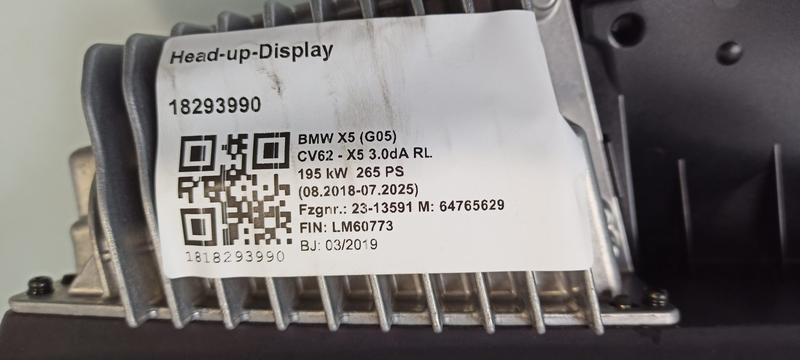 Head-up-Display
18293990
BMW X5 (G05)
CV62 - X5 3.0dA RL
195 kW 265 PS
(08.2018-07.2025)
Fzgnr.: 23-13591 M: 64765629
FIN: LM60773
BJ: 03/2019
1818293990